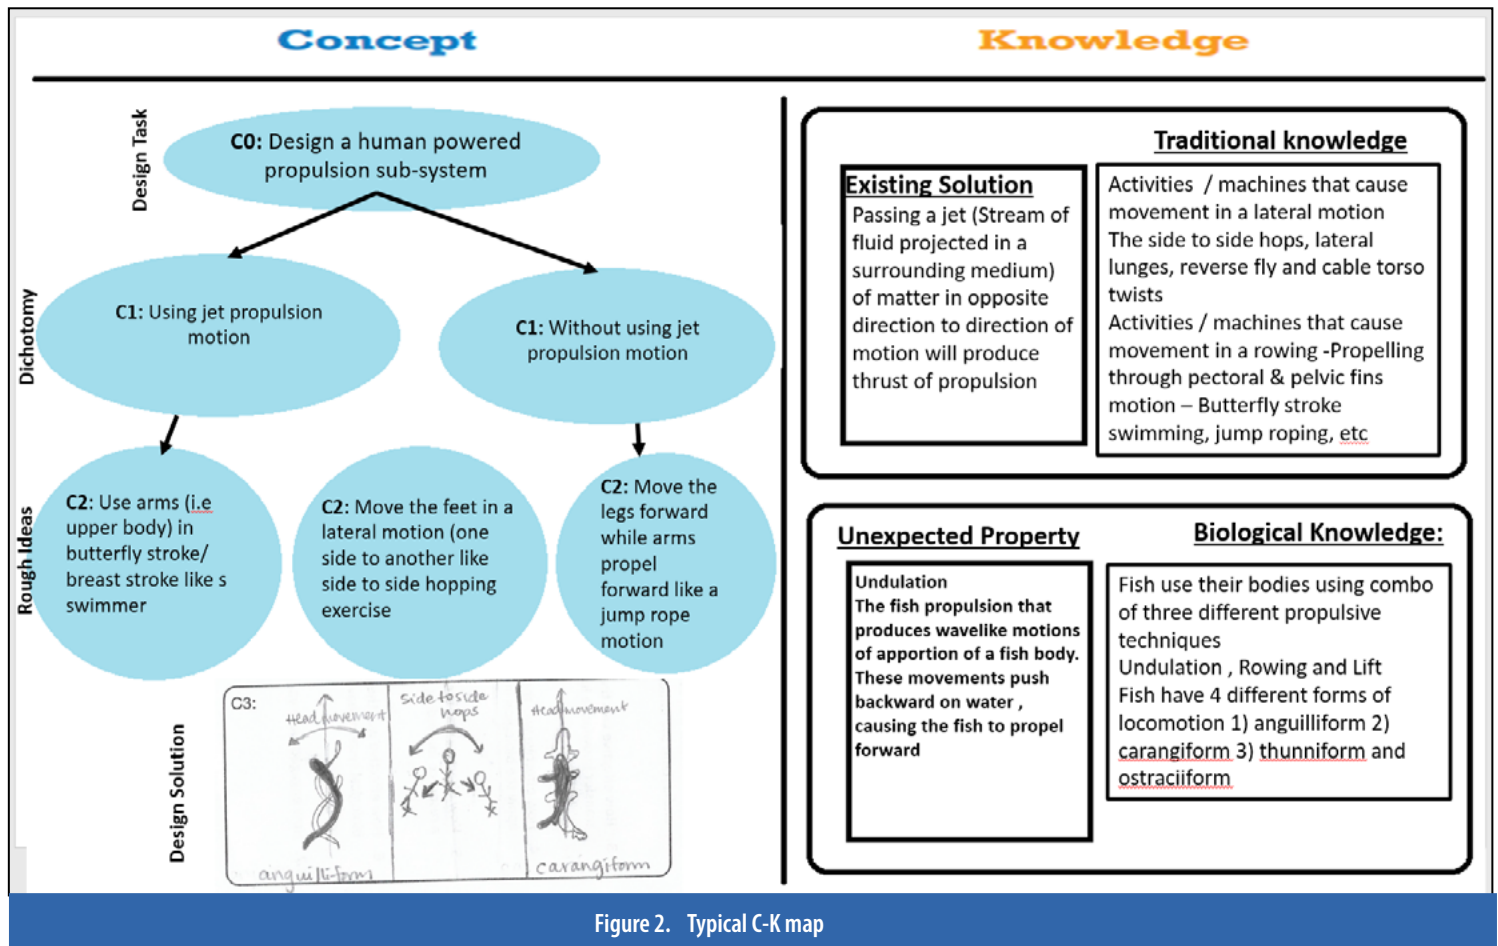 Concept
Knowledge
Design Task
C0: Design a human powered
propulsion sub-system
Dichotomy
C1: Using jet propulsion
motion
C1: Without using jet
propulsion motion
Rough Ideas
C2: Use arms (i.e
upper body) in
butterfly stroke/
breast stroke like s
swimmer
C2: Move the feet in a
lateral motion (one
side to another like
side to side hopping
exercise
C2: Move the
legs forward
while arms
propel
forward like a
jump rope
motion
Design Solution
C3:
Head movement
anguilliform
Side to side
hops
Head movement
carangiform
Traditional knowledge
Existing Solution
Passing a jet (Stream of
fluid projected in a
surrounding medium)
of matter in opposite
direction to direction of
motion will produce
thrust of propulsion
Activities / machines that cause
movement in a lateral motion
The side to side hops, lateral
lunges, reverse fly and cable torso
twists
Activities / machines that cause
movement in a rowing -Propelling
through pectoral & pelvic fins
motion – Butterfly stroke
swimming, jump roping, etc
Unexpected Property
Undulation
The fish propulsion that
produces wavelike motions
of apportion of a fish body.
These movements push
backward on water ,
causing the fish to propel
forward
Biological Knowledge:
Fish use their bodies using combo
of three different propulsive
techniques
Undulation , Rowing and Lift
Fish have 4 different forms of
locomotion 1) anguilliform 2)
carangiform 3) thunniform and
ostraciiform
Figure 2. Typical C-K map